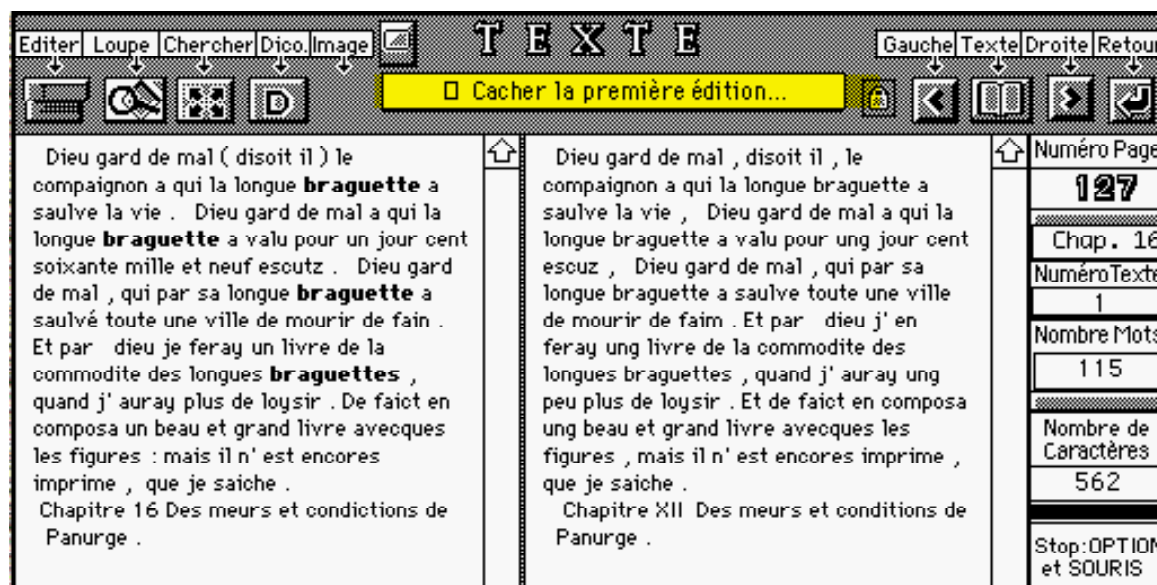 Editer Loupe Chercher Dico. Image
TEXTE
Gauche Texte Droite Retour
D
Cacher la première édition...
Dieu gard de mal ( disoit il ) le
compaignon a qui la longue braguette a
saulve la vie . Dieu gard de mal a qui la
longue braguette a valu pour un jour cent
soixante mille et neuf escutz . Dieu gard
de mal , qui par sa longue braguette a
saulvé toute une ville de mourir de fain .
Et par dieu je feray un livre de la
commodite des longues braguettes ,
quand j' auray plus de loysir . De faict en
composa un beau et grand livre avecques
les figures : mais il n' est encores
imprime , que je saiche .
Chapitre 16 Des meurs et condictions de
Panurge .
Dieu gard de mal , disoit il , le
compaignon a qui la longue braguette a
saulve la vie , Dieu gard de mal a qui la
longue braguette a valu pour ung jour cent
escuz , Dieu gard de mal , qui par sa
longue braguette a saulve toute une ville
de mourir de faim . Et par dieu j' en
feray ung livre de la commodite des
longues braguettes , quand j' auray ung
peu plus de loysir . Et de faict en composa
ung beau et grand livre avecques les
figures , mais il n' est encores imprime ,
que je saiche .
Chapitre XII Des meurs et conditions de
Panurge .
Numéro Page
127
Chap. 16
Numéro Texte
1
Nombre Mots
115
Nombre de
Caractères
562
Stop:OPTION
et SOURIS